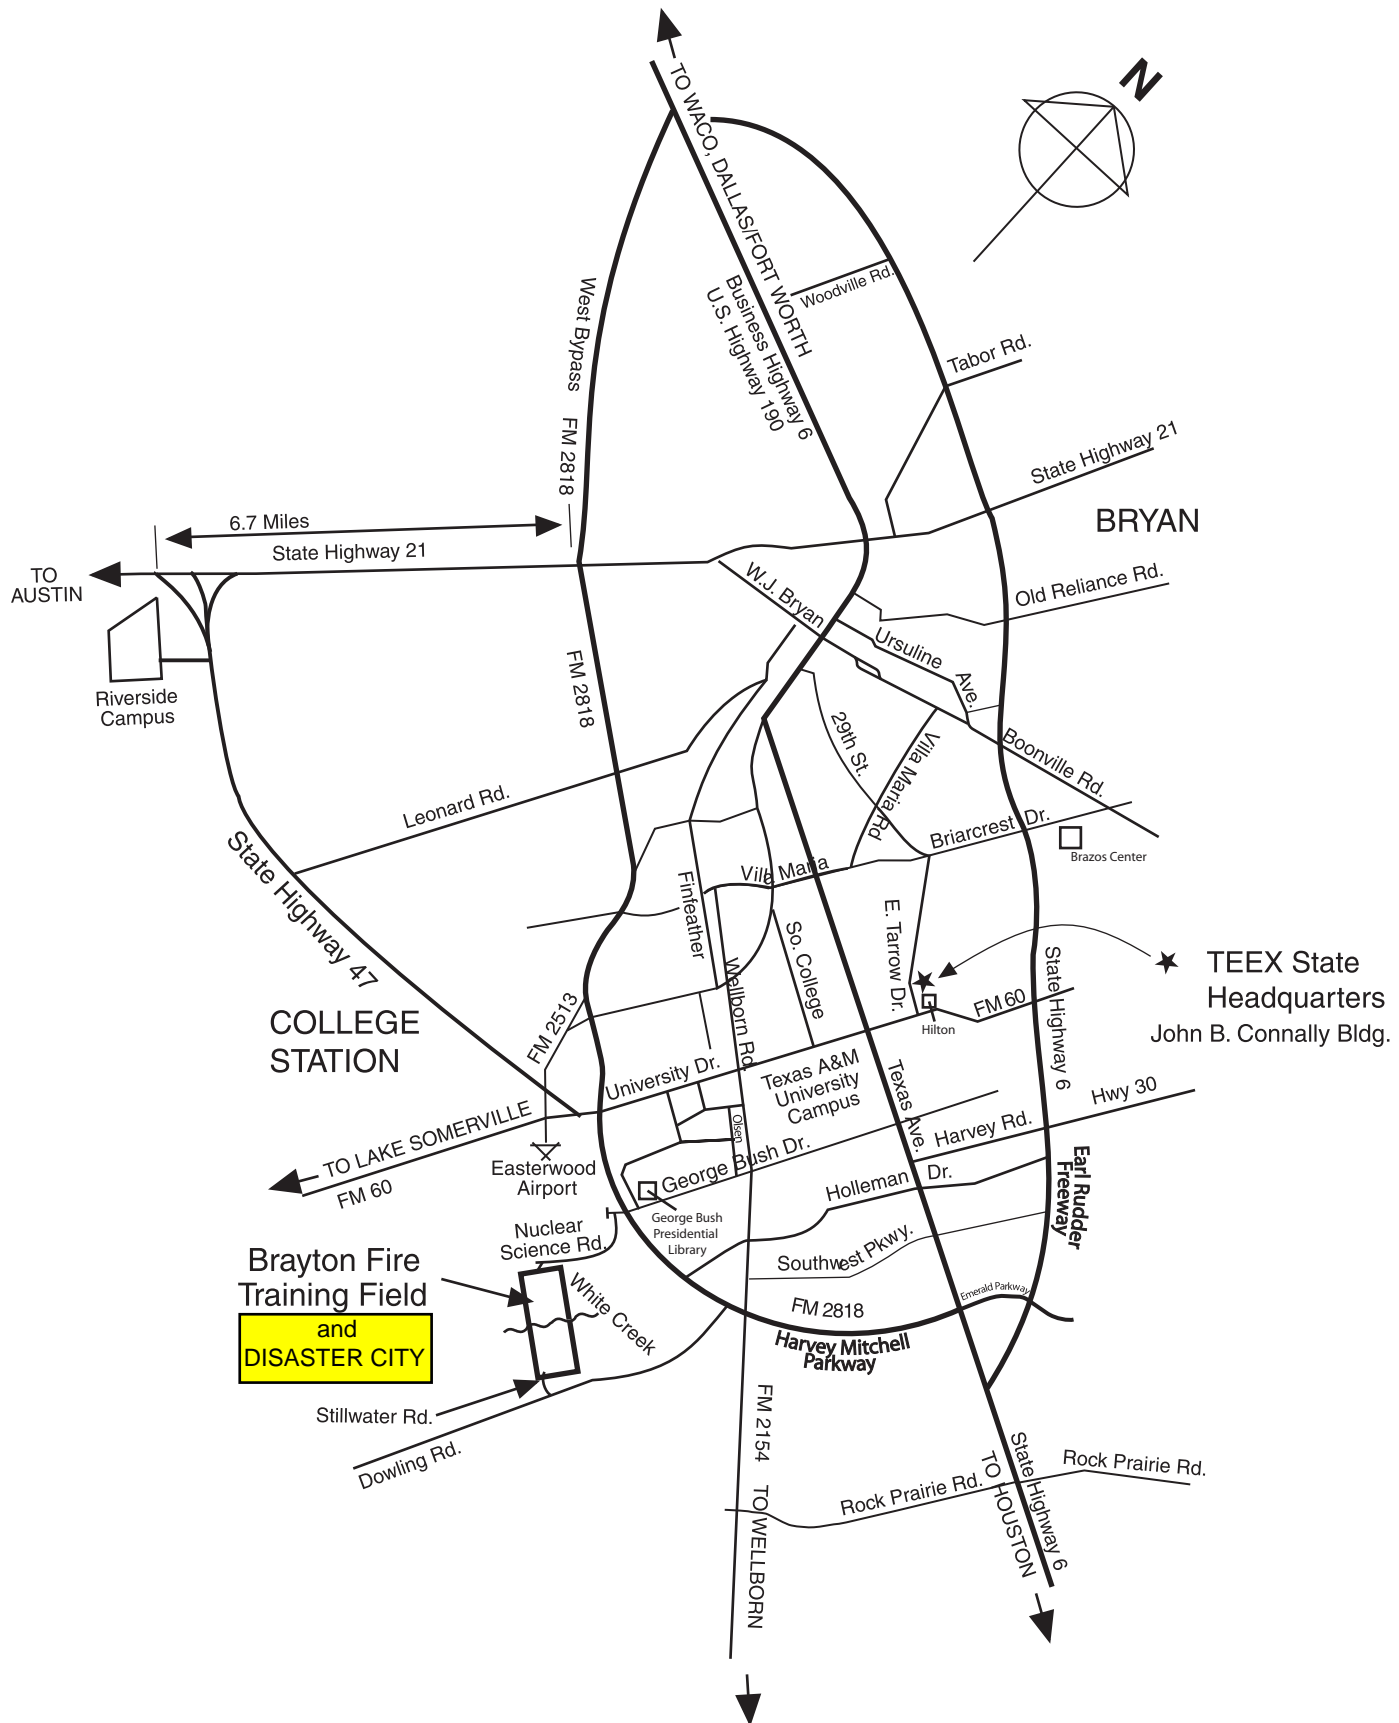 N
TO WACO, DALLAS/FORT WORTH
Business Highway 6
U.S. Highway 190
Woodville Rd.
Tabor Rd.
West Bypass FM 2818
State Highway 21
BRYAN
6.7 Miles
State Highway 21
TO
AUSTIN
W.J. Bryan
Old Reliance Rd.
Ursuline Ave.
Riverside
Campus
FM 2818
29th St.
Villa Maria Rd
Boonville Rd.
Leonard Rd.
Briarcrest Dr.
Brazos Center
State Highway 47
Villa Maria
Finfeather
E. Tarrow Dr.
So. College
Wellborn Rd.
State Highway 6
TEEX State
Headquarters
John B. Connally Bldg.
FM 60
Hilton
COLLEGE
STATION
FM 2513
University Dr.
Texas A&M
University
Campus
Texas Ave.
Hwy 30
TO LAKE SOMERVILLE
FM 60
Olsen
Harvey Rd.
George Bush Dr.
Easterwood
Airport
Earl Rudder
Freeway
Holleman Dr.
George Bush
Presidential
Library
Nuclear
Science Rd.
Southwest Pkwy.
Brayton Fire
Training Field
and
DISASTER CITY
White Creek
Emerald Parkway
FM 2818
Harvey Mitchell
Parkway
Stillwater Rd.
Dowling Rd.
FM 2154 TO WELLBORN
State Highway 6
TO HOUSTON
Rock Prairie Rd.
Rock Prairie Rd.